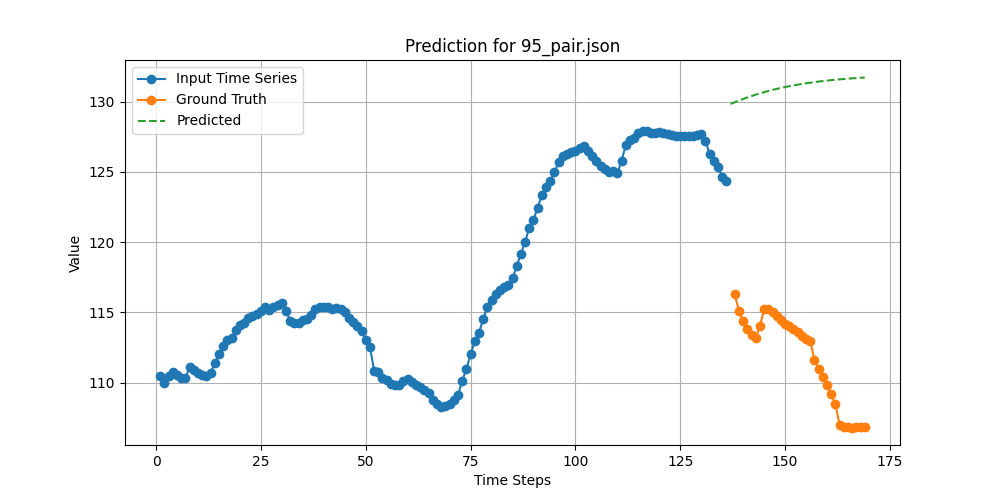 Prediction for 95_pair.json
Input Time Series
Ground Truth
Predicted
Value
130
125
120
115
110
0 25 50 75 100 125 150 175
Time Steps